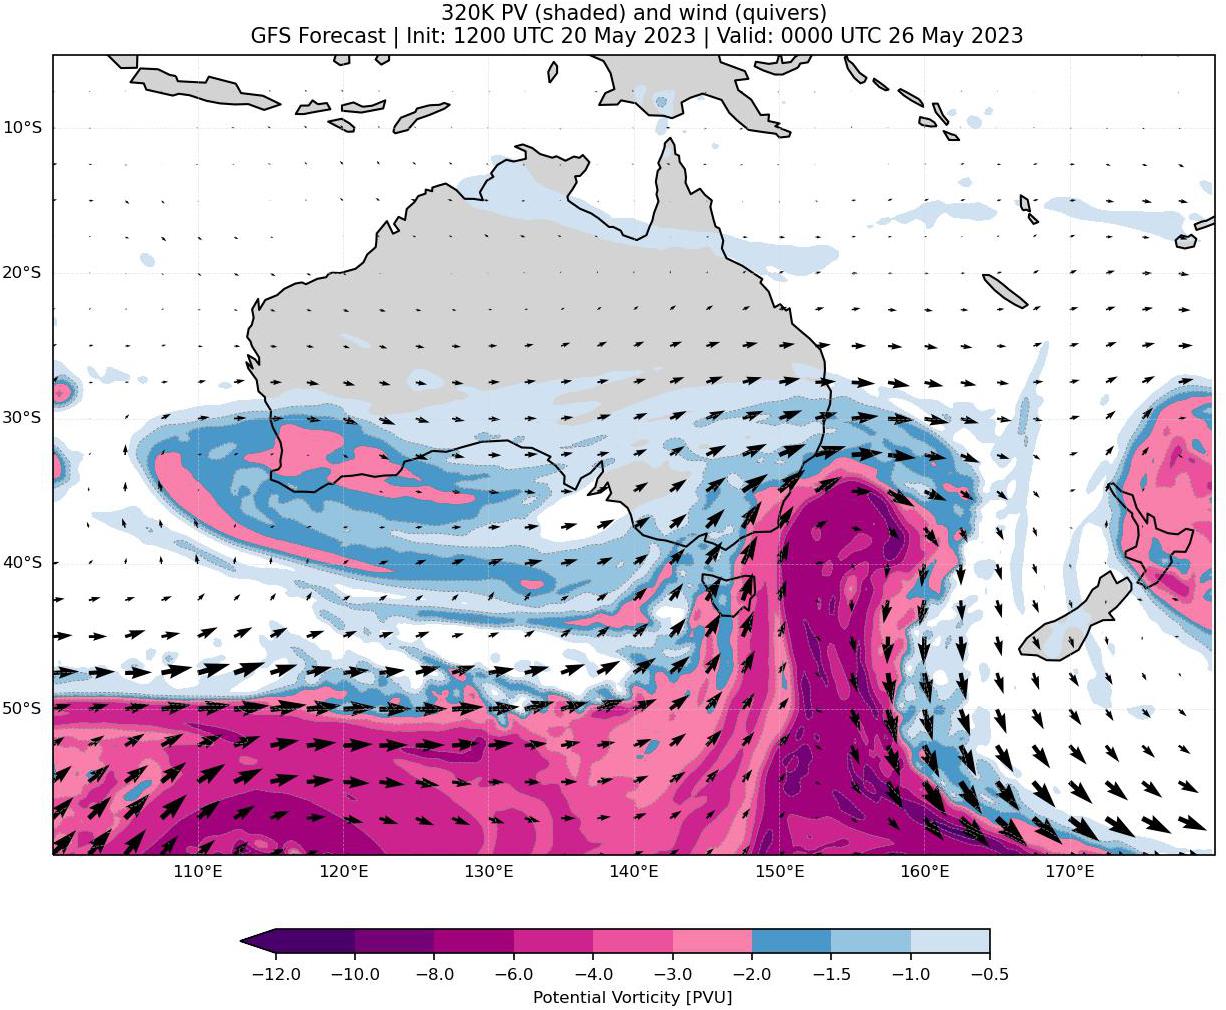 320K PV (shaded) and wind (quivers)
GFS Forecast | Init: 1200 UTC 20 May 2023 | Valid: 0000 UTC 26 May 2023
10°S
20°S
30°S
40°S
50°S
110°E 120°E 130°E 140°E 150°E 160°E 170°E
−12.0 −10.0 −8.0 −6.0 −4.0 −3.0 −2.0 −1.5 −1.0 −0.5
Potential Vorticity [PVU]